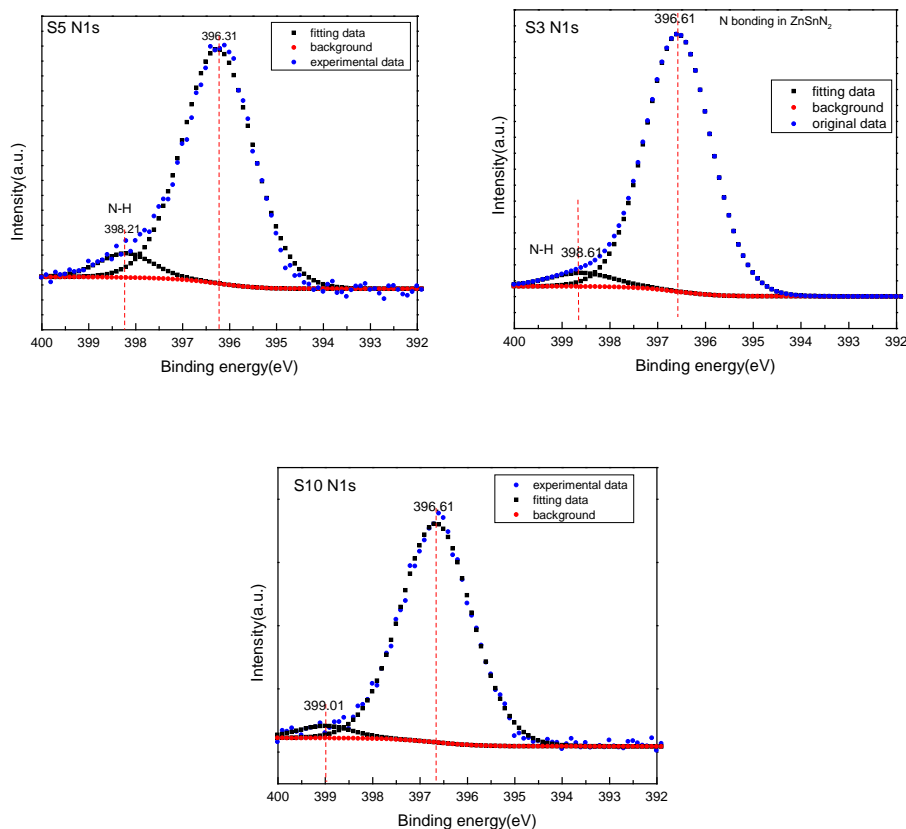 S5 N1s
396.31
fitting data
background
experimental data
N-H
398.21
Intensity(a.u.)
400 399 398 397 396 395 394 393 392
Binding energy(eV)
S3 N1s
396.61
N bonding in ZnSnN₂
fitting data
background
original data
N-H
398.61
Intensity(a.u.)
400 399 398 397 396 395 394 393 392
Binding energy(eV)
S10 N1s
396.61
experimental data
fitting data
background
399.01
Intensity(a.u.)
400 399 398 397 396 395 394 393 392
Binding energy(eV)